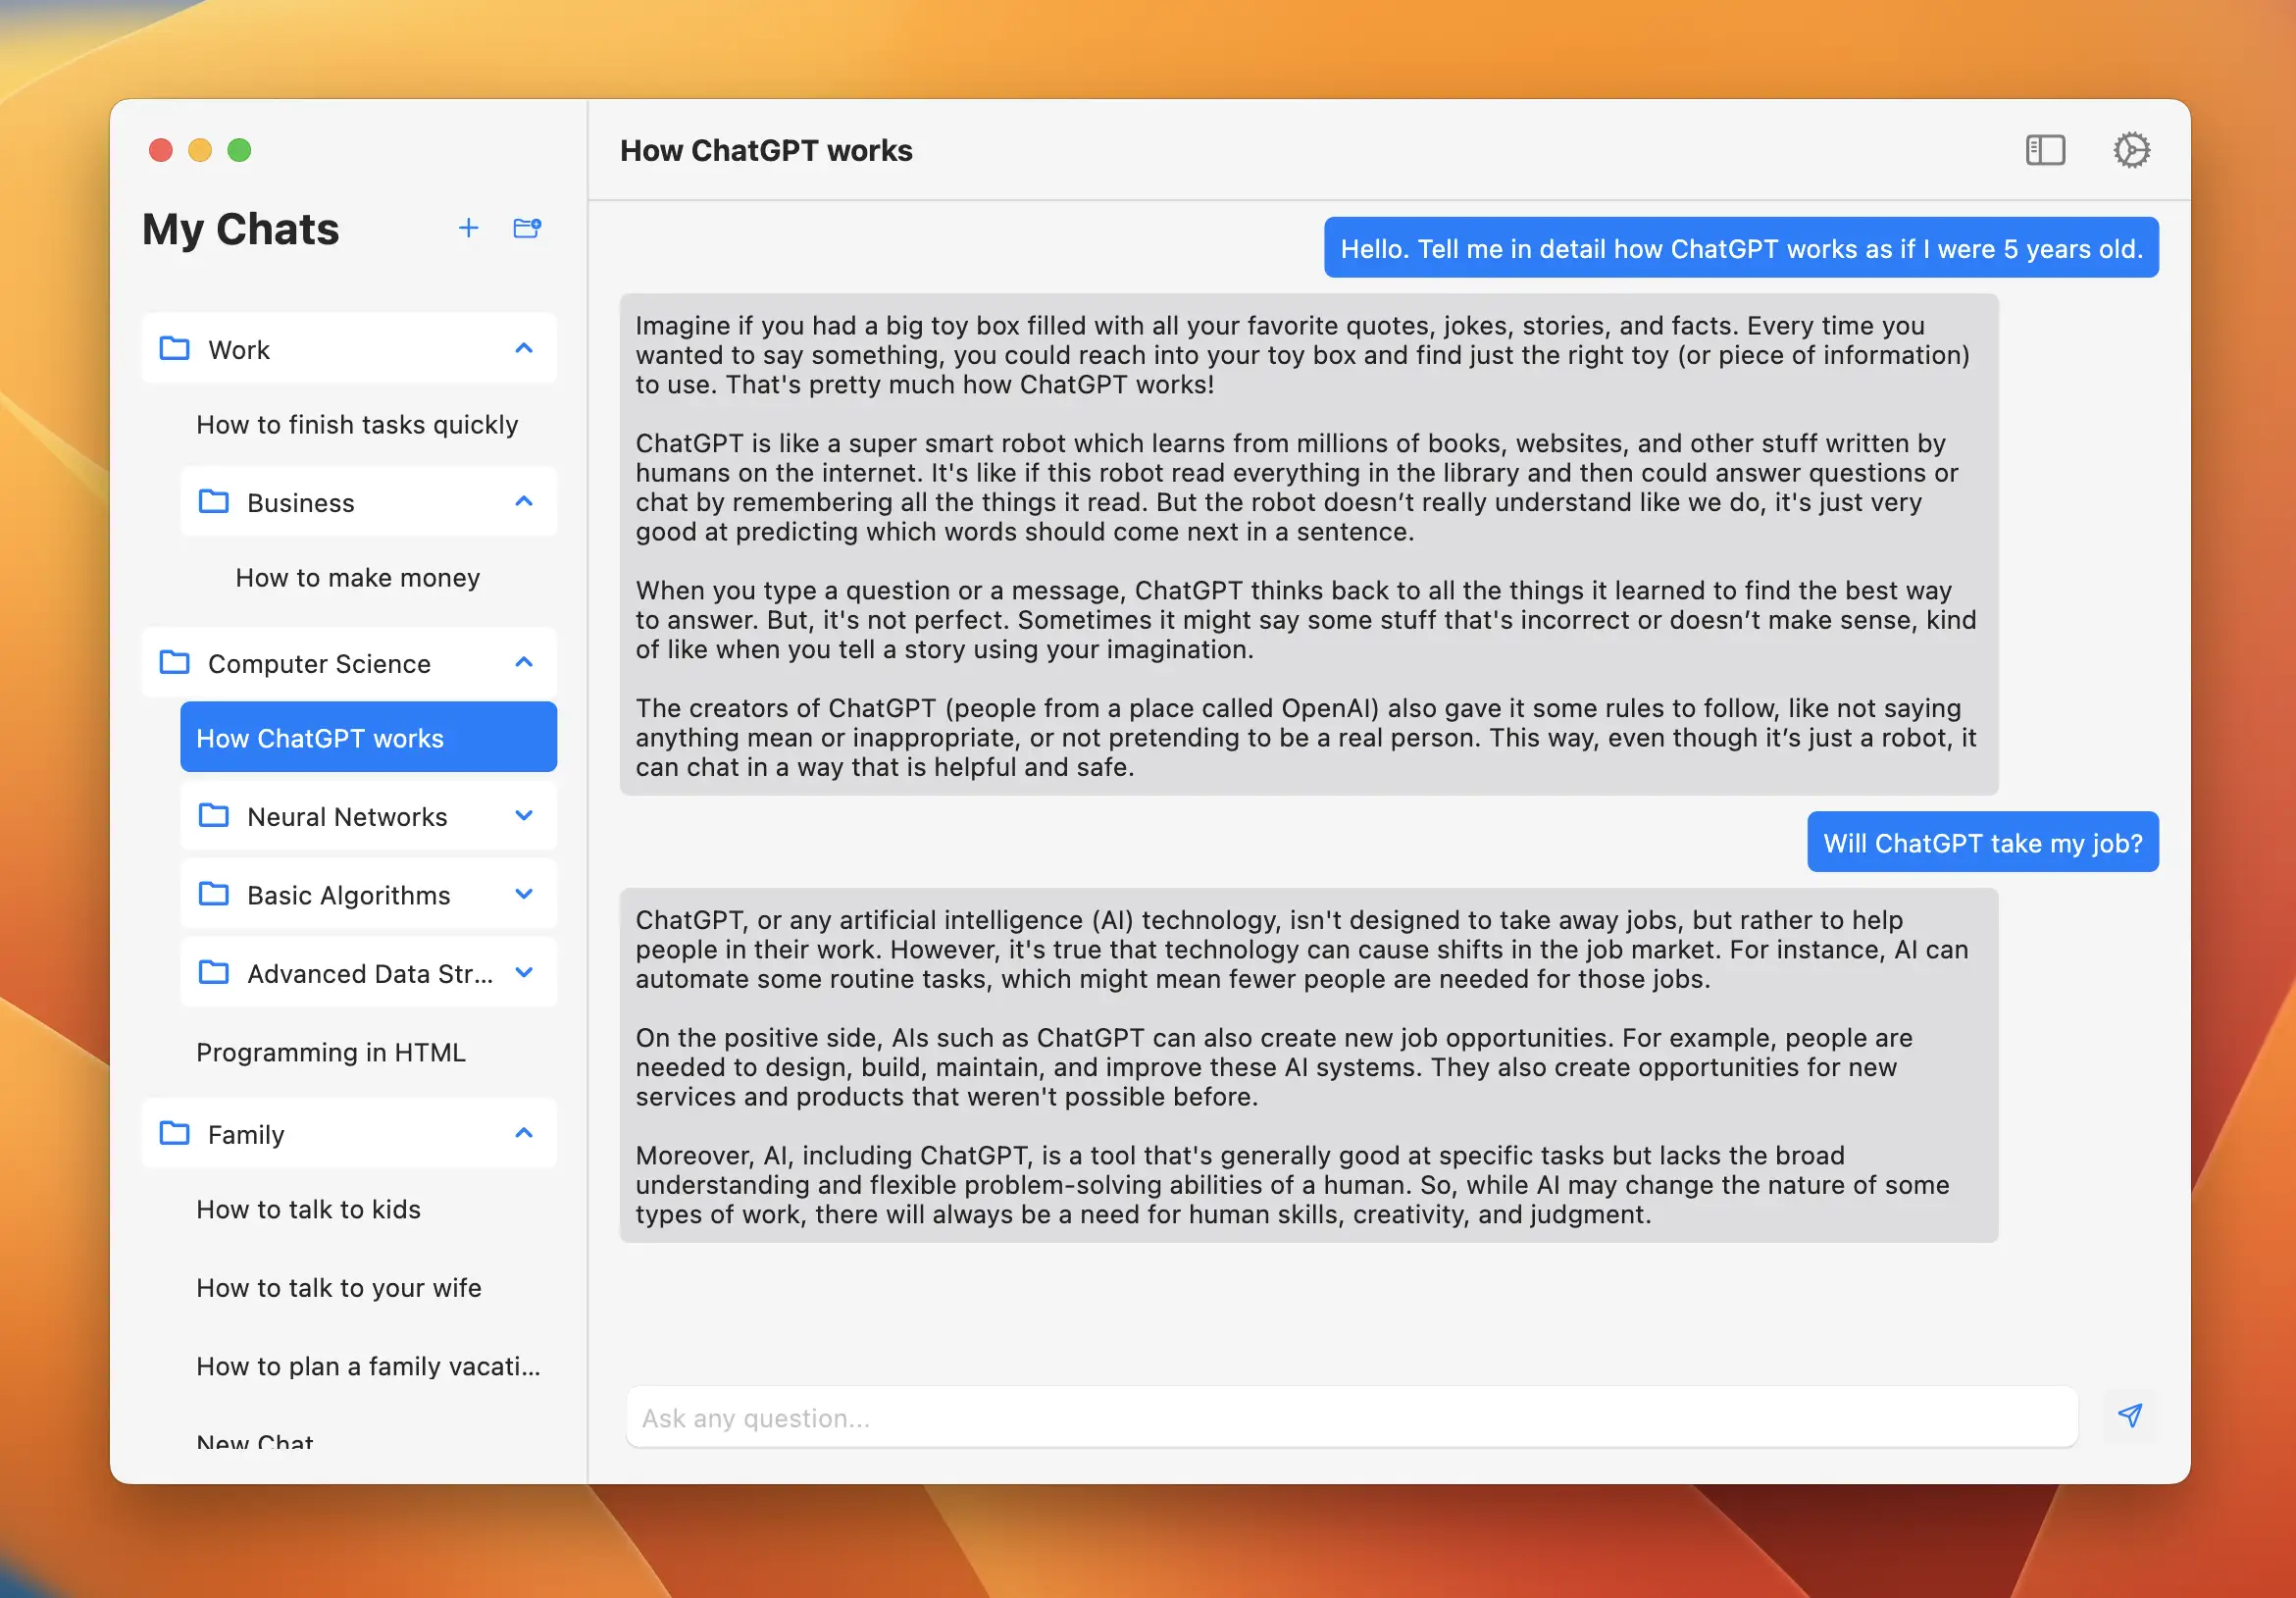 My Chats
Work
How to finish tasks quickly
Business
How to make money
Computer Science
How ChatGPT works
Neural Networks
Basic Algorithms
Advanced Data Str...
Programming in HTML
Family
How to talk to kids
How to talk to your wife
How to plan a family vacati...
New Chat
How ChatGPT works
Hello. Tell me in detail how ChatGPT works as if I were 5 years old.
Imagine if you had a big toy box filled with all your favorite quotes, jokes, stories, and facts. Every time you
wanted to say something, you could reach into your toy box and find just the right toy (or piece of information)
to use. That's pretty much how ChatGPT works!
ChatGPT is like a super smart robot which learns from millions of books, websites, and other stuff written by
humans on the internet. It's like if this robot read everything in the library and then could answer questions or
chat by remembering all the things it read. But the robot doesn’t really understand like we do, it's just very
good at predicting which words should come next in a sentence.
When you type a question or a message, ChatGPT thinks back to all the things it learned to find the best way
to answer. But, it's not perfect. Sometimes it might say some stuff that's incorrect or doesn’t make sense, kind
of like when you tell a story using your imagination.
The creators of ChatGPT (people from a place called OpenAI) also gave it some rules to follow, like not saying
anything mean or inappropriate, or not pretending to be a real person. This way, even though it’s just a robot, it
can chat in a way that is helpful and safe.
Will ChatGPT take my job?
ChatGPT, or any artificial intelligence (AI) technology, isn't designed to take away jobs, but rather to help
people in their work. However, it's true that technology can cause shifts in the job market. For instance, AI can
automate some routine tasks, which might mean fewer people are needed for those jobs.
On the positive side, AIs such as ChatGPT can also create new job opportunities. For example, people are
needed to design, build, maintain, and improve these AI systems. They also create opportunities for new
services and products that weren't possible before.
Moreover, AI, including ChatGPT, is a tool that's generally good at specific tasks but lacks the broad
understanding and flexible problem-solving abilities of a human. So, while AI may change the nature of some
types of work, there will always be a need for human skills, creativity, and judgment.
Ask any question...